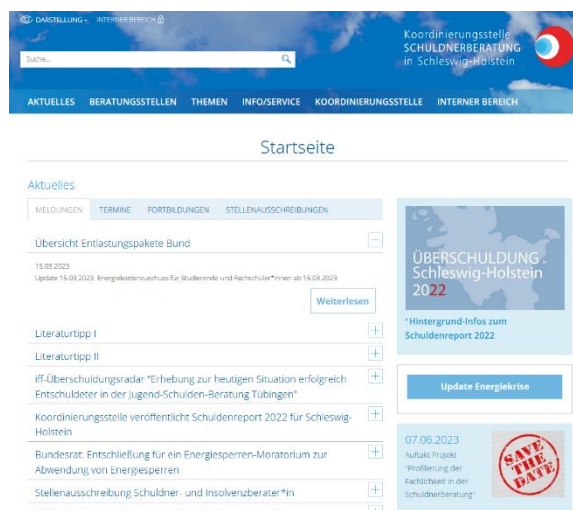 DARSTELLUNG INTERNER BEREICH
Koordinierungsstelle
SCHULDNERBERATUNG
in Schleswig-Holstein
Suche...
AKTUELLES BERATUNGSSTELLEN THEMEN INFO/SERVICE KOORDINIERUNGSSTELLE INTERNER BEREICH
Startseite
Aktuelles
MELDUNGEN TERMINE FORTBILDUNGEN STELLENAUSSCHREIBUNGEN
Übersicht Entlastungspakete Bund
15.03.2023
Update 15.03.2023: Energiekostenzuschuss für Studierende und Fachschüler*innen ab 15.03.2023
Weiterlesen
Literaturtipp I
Literaturtipp II
iff-Überschuldungsradar "Erhebung zur heutigen Situation erfolgreich
Entschuldeter in der Jugend-Schulden-Beratung Tübingen"
Koordinierungsstelle veröffentlicht Schuldenreport 2022 für Schleswig-
Holstein
Bundesrat: Entschließung für ein Energiesperren-Moratorium zur
Abwendung von Energiesperren
Stellenausschreibung Schuldner- und Insolvenzberater*in
ÜBERSCHULDUNG in
Schleswig-Holstein
2022
Hintergrund-Infos zum
Schuldenreport 2022
Update Energiekrise
07.06.2023
Auftakt Projekt
"Profilierung der
Fachlichkeit in der
Schuldnerberatung"
SAVE
THE
DATE